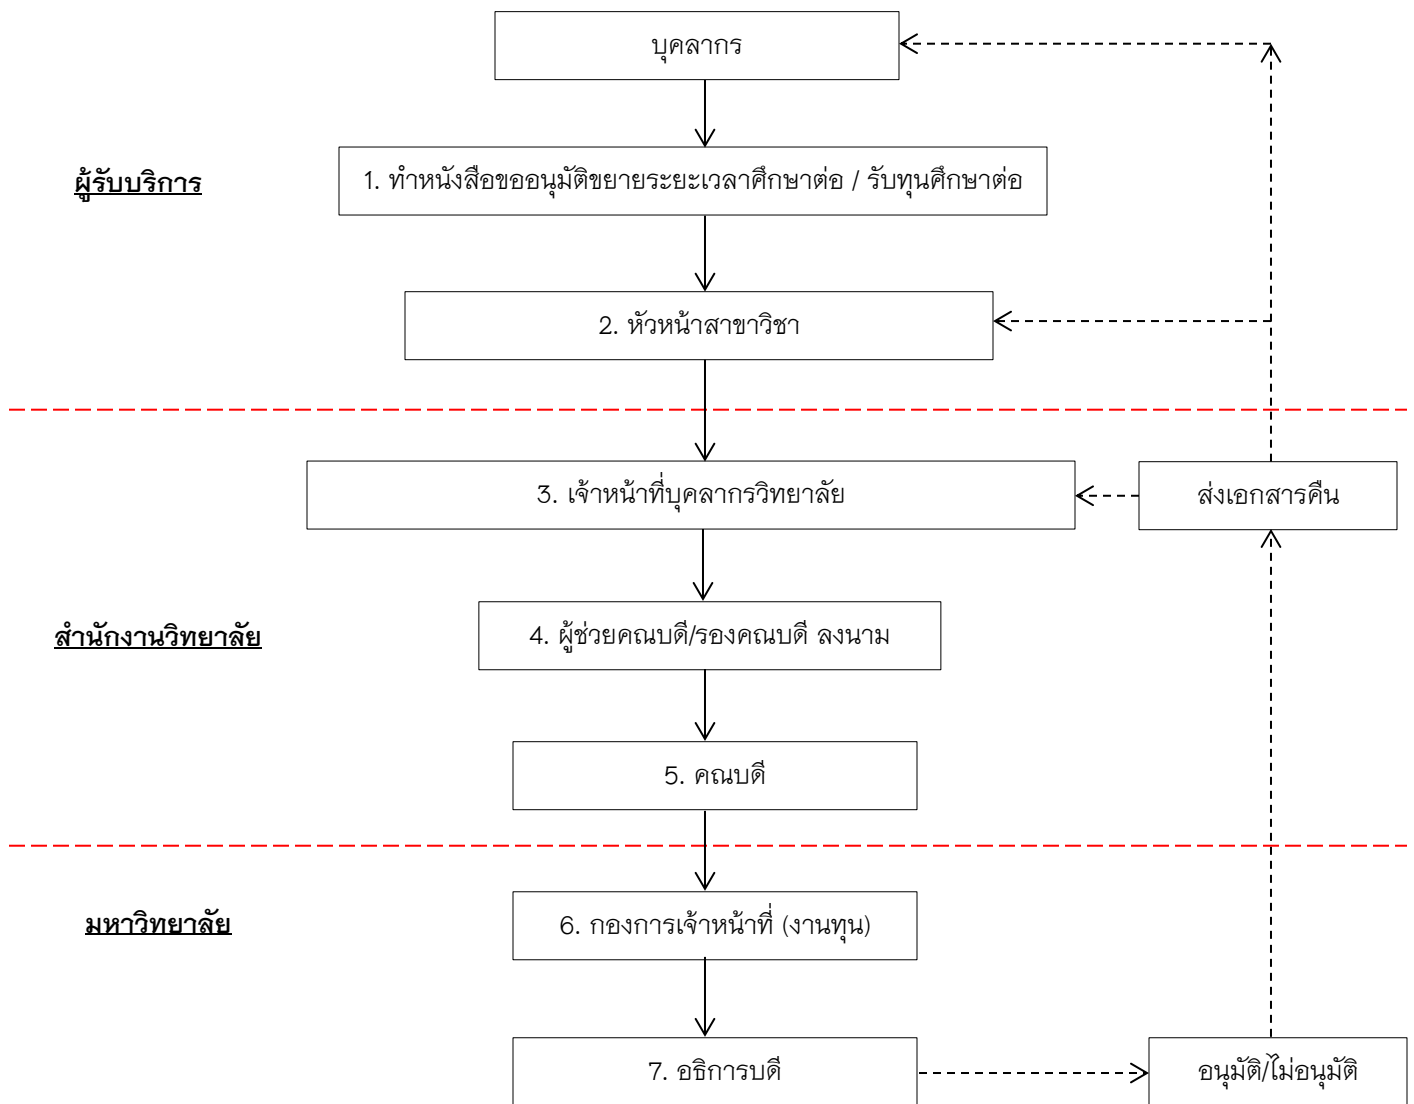 บุคลากร
ผู้รับบริการ
1. ทำหนังสือขออนุมัติขยายระยะเวลาศึกษาต่อ / รับทุนศึกษาต่อ
2. หัวหน้าสาขาวิชา
3. เจ้าหน้าที่บุคลากรวิทยาลัย
ส่งเอกสารคืน
สำนักงานวิทยาลัย
4. ผู้ช่วยคณบดี/รองคณบดี ลงนาม
5. คณบดี
มหาวิทยาลัย
6. กองการเจ้าหน้าที่ (งานทุน)
7. อธิการบดี
อนุมัติ/ไม่อนุมัติ